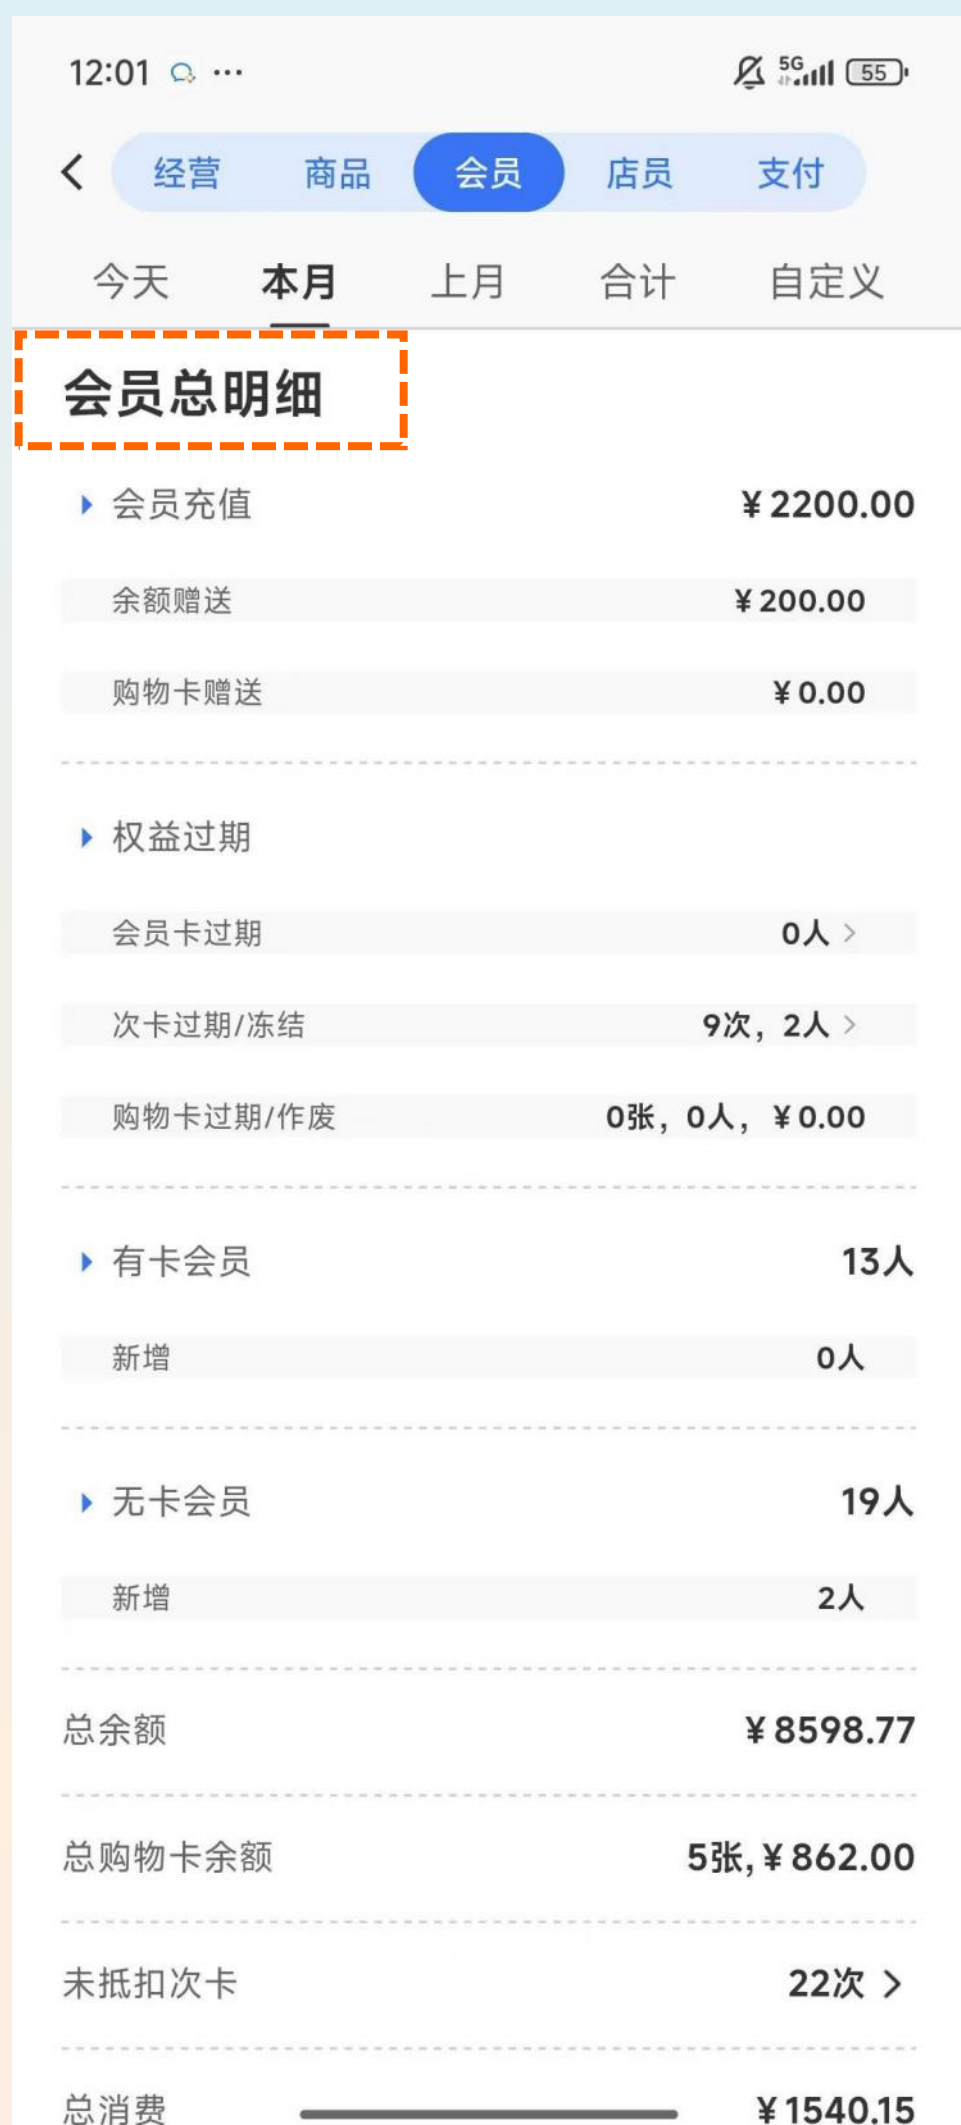 12:01 ... 5G 55
经营 商品 会员 店员 支付
今天 本月 上月 合计 自定义
会员总明细
会员充值 ¥2200.00
余额赠送 ¥200.00
购物卡赠送 ¥0.00
权益过期
会员卡过期 0人 >
次卡过期/冻结 9次，2人 >
购物卡过期/作废 0张，0人，¥0.00
有卡会员 13人
新增 0人
无卡会员 19人
新增 2人
总余额 ¥8598.77
总购物卡余额 5张,¥862.00
未抵扣次卡 22次 >
总消费 ¥1540.15